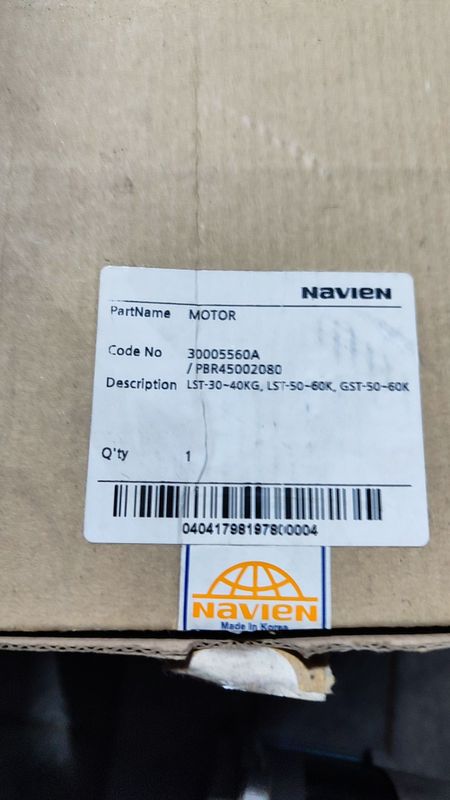 NAVIEN
PartName MOTOR
Code No 30005560A
/ PBR45002080
Description LST-30~40KG, LST-50~60K, GST-50~60K
Q'ty 1
04041798197800004
NAVIEN
Made In Korea